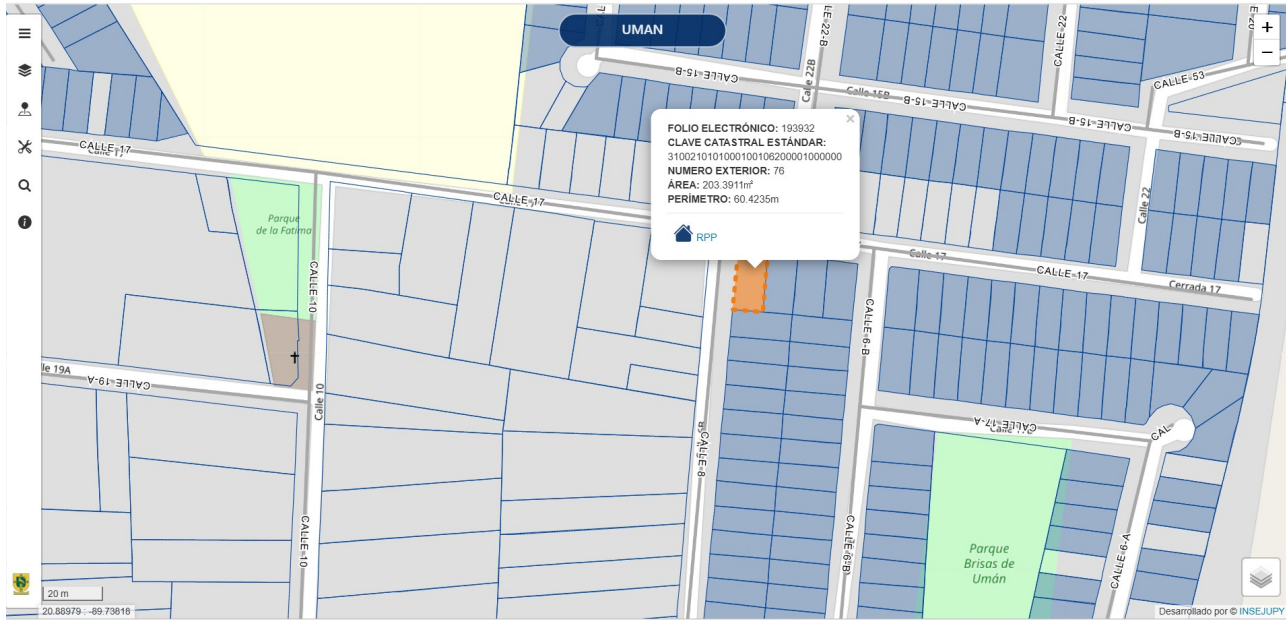 UMAN
+
−
CALLE 22-B
Calle 22B
CALLE-22
CALLE-53
CALLE-15-B
Calle 15B
CALLE-15-B
CALLE-15-B
CALLE-15-B
×
FOLIO ELECTRÓNICO: 193932
CLAVE CATASTRAL ESTÁNDAR:
3100210101000100106200001000000
NUMERO EXTERIOR: 76
ÁREA: 203.3911m²
PERÍMETRO: 60.4235m
RPP
CALLE-17
Calle 17
CALLE-17
Calle 22
Parque
de la Fatima
CALLE-10
Calle 17
CALLE-17
Cerrada 17
CALLE-6-B
lle 19A
CALLE 19-A
Calle 10
CALLE-17-A
CAL
CALLE-8
CALLE-10
CALLE-6-B
CALLE-6-A
Parque
Brisas de
Umán
20 m
20.88979 : -89.73818
Desarrollado por © INSEJUPY